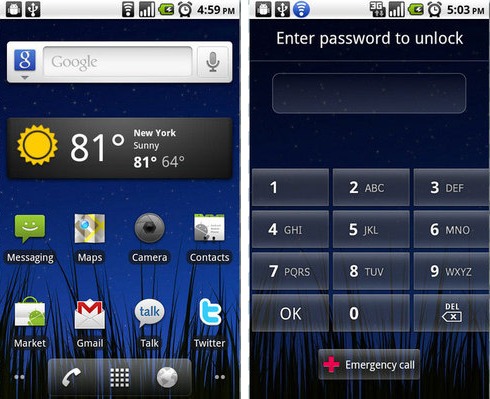 4:59 PM
8 Google
81° New York
Sunny
81° 64°
Messaging Maps Camera Contacts
talk
Market Gmail Talk Twitter
3G 5:03 PM
Enter password to unlock
1 2 ABC 3 DEF
4 GHI 5 JKL 6 MNO
7 PQRS 8 TUV 9 WXYZ
OK 0 DEL
Emergency call